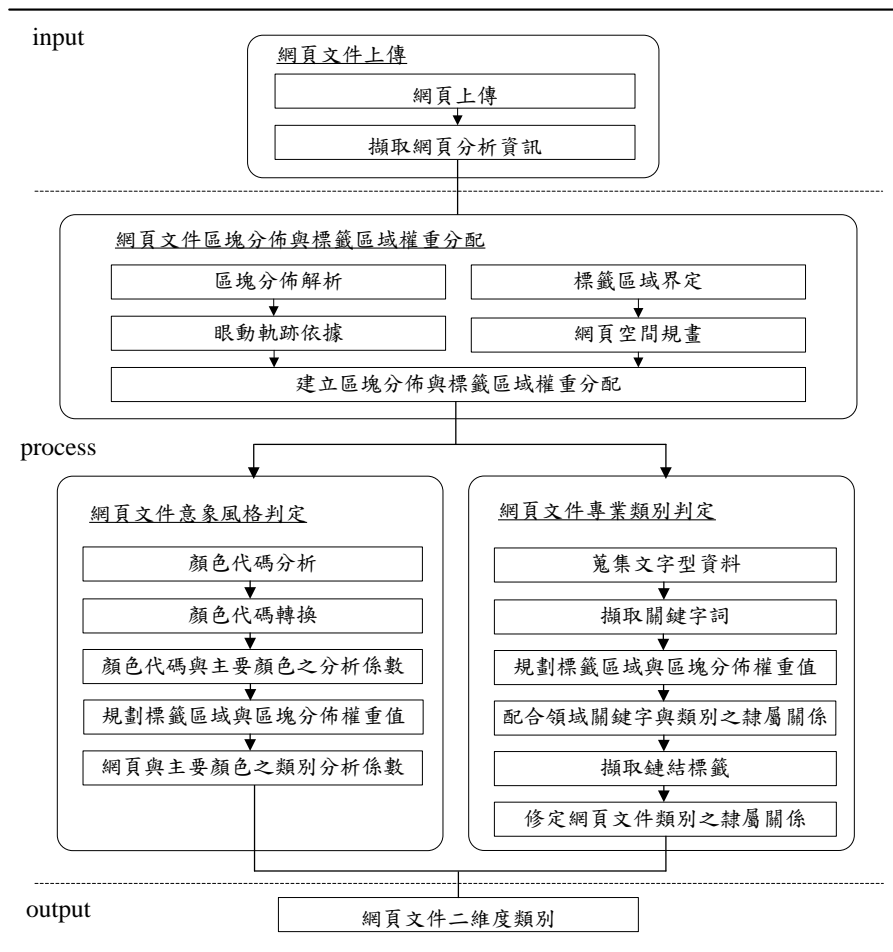 input
網頁文件上傳
網頁上傳
擷取網頁分析資訊
網頁文件區塊分佈與標籤區域權重分配
區塊分佈解析
眼動軌跡依據
標籤區域界定
網頁空間規畫
建立區塊分佈與標籤區域權重分配
process
網頁文件意象風格判定
顏色代碼分析
顏色代碼轉換
顏色代碼與主要顏色之分析係數
規劃標籤區域與區塊分佈權重值
網頁與主要顏色之類別分析係數
網頁文件專業類別判定
蒐集文字型資料
擷取關鍵字詞
規劃標籤區域與區塊分佈權重值
配合領域關鍵字與類別之隸屬關係
擷取鏈結標籤
修定網頁文件類別之隸屬關係
output
網頁文件二維度類別